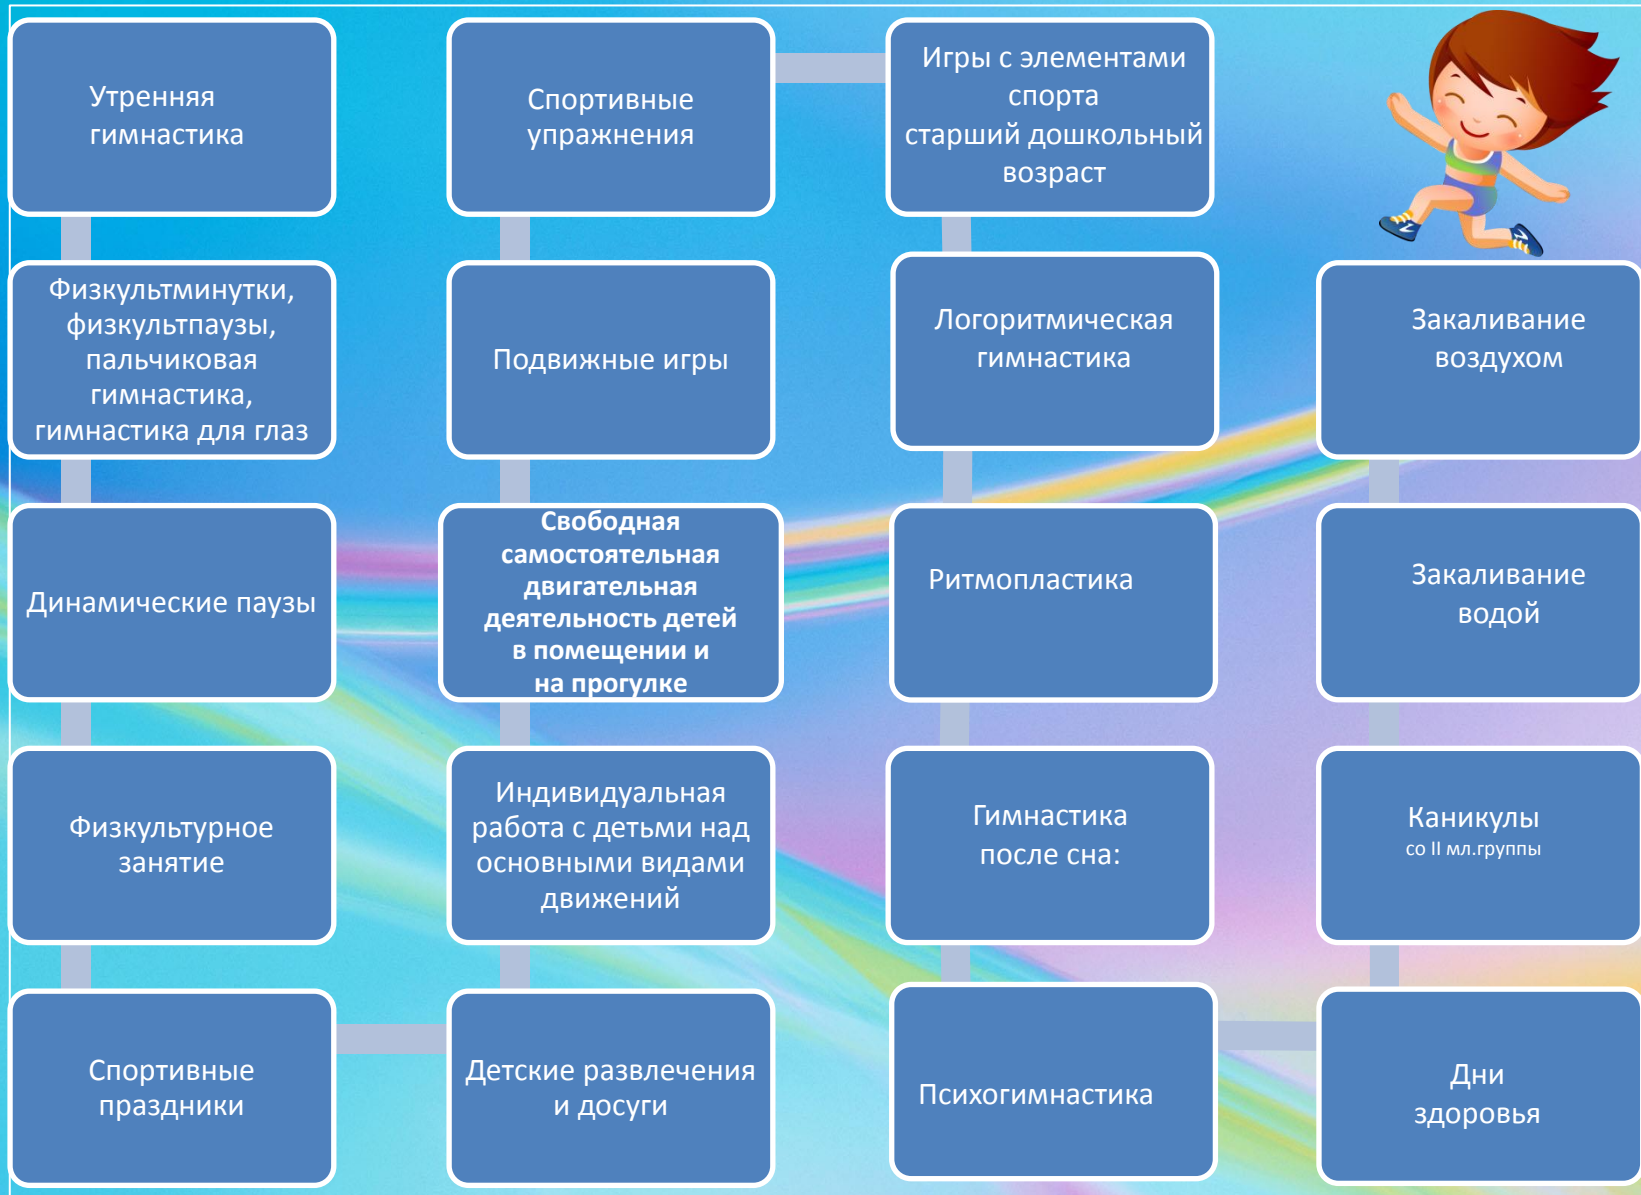 Утренняя
гимнастика
Физкультминутки,
физкультпаузы,
пальчиковая
гимнастика,
гимнастика для глаз
Динамические паузы
Физкультурное
занятие
Спортивные
праздники
Детские развлечения
и досуги
Индивидуальная
работа с детьми над
основными видами
движений
Свободная
самостоятельная
двигательная
деятельность детей
в помещении и
на прогулке
Подвижные игры
Спортивные
упражнения
Игры с элементами
спорта
старший дошкольный
возраст
Логоритмическая
гимнастика
Ритмопластика
Гимнастика
после сна:
Психогимнастика
Дни
здоровья
Каникулы
со II мл.группы
Закаливание
водой
Закаливание
воздухом